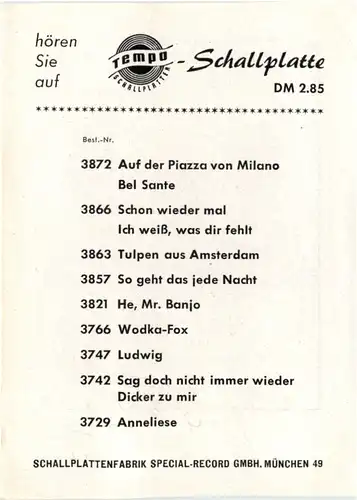 hören
Sie
auf
Tempo
SCHALLPLATTEN
-Schallplatte
DM 2.85
************************************
Best.-Nr.
3872 Auf der Piazza von Milano
Bel Sante
3866 Schon wieder mal
Ich weiß, was dir fehlt
3863 Tulpen aus Amsterdam
3857 So geht das jede Nacht
3821 He, Mr. Banjo
3766 Wodka-Fox
3747 Ludwig
3742 Sag doch nicht immer wieder
Dicker zu mir
3729 Anneliese
SCHALLPLATTENFABRIK SPECIAL-RECORD GMBH. MÜNCHEN 49